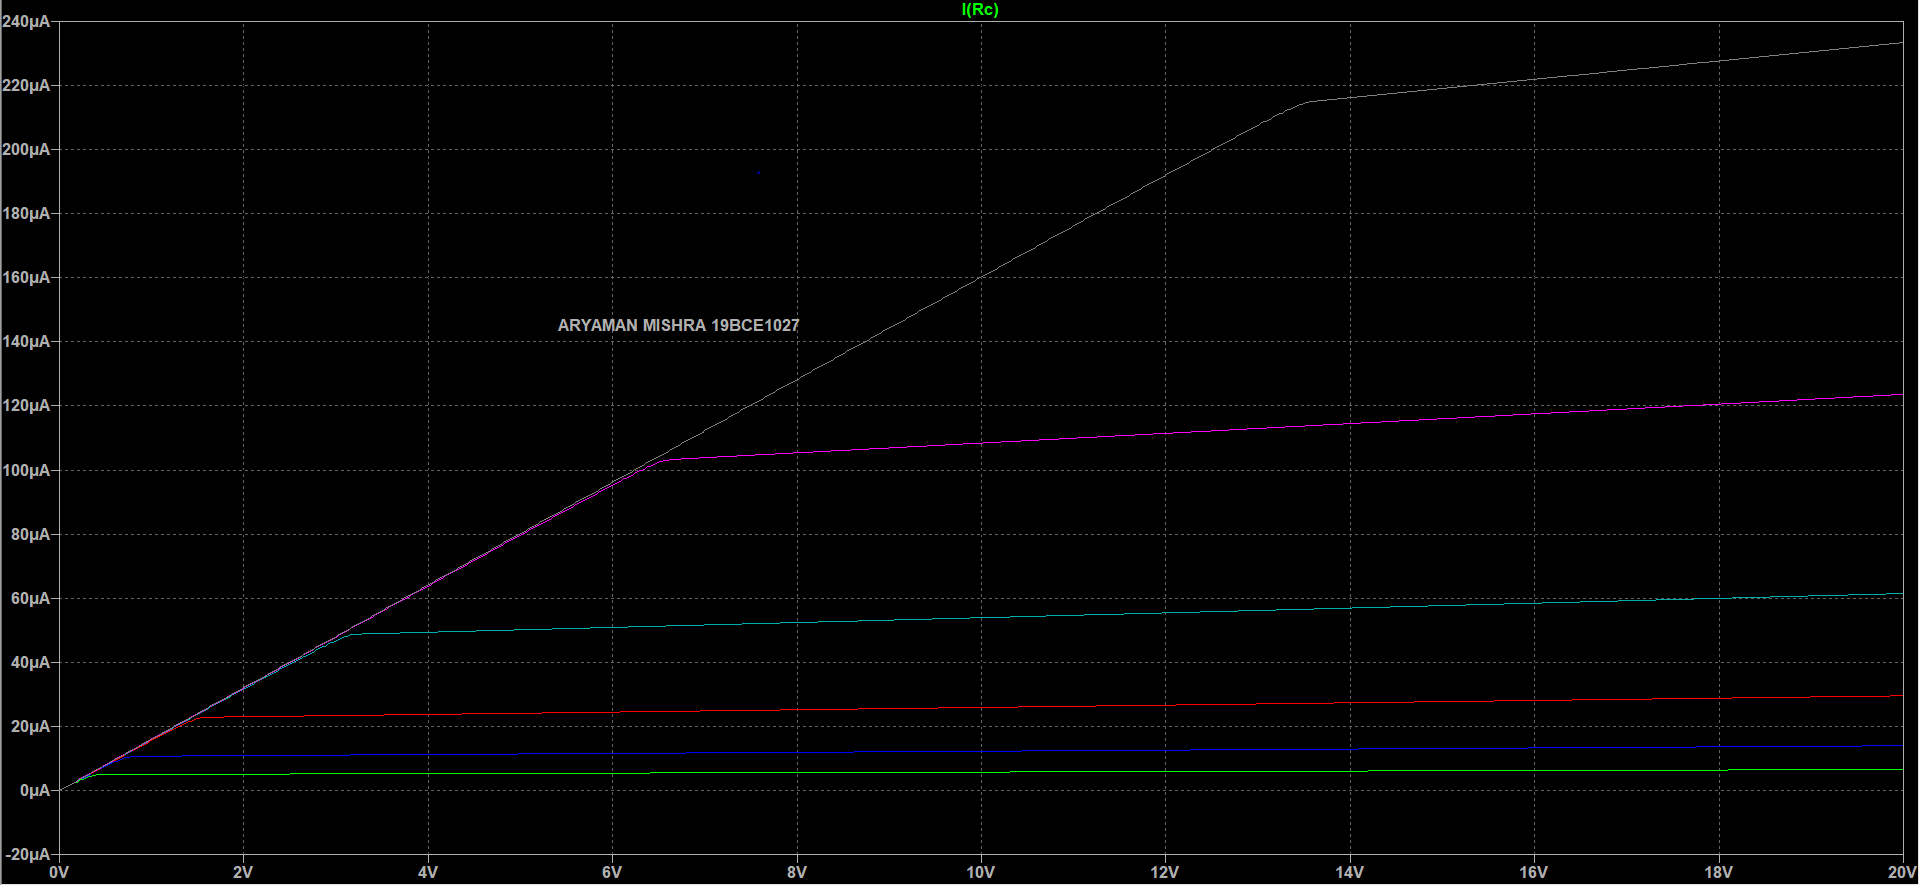 I(Rc)
240µA
220µA
200µA
180µA
160µA
ARYAMAN MISHRA 19BCE1027
140µA
120µA
100µA
80µA
60µA
40µA
20µA
0µA
-20µA
0V 2V 4V 6V 8V 10V 12V 14V 16V 18V 20V